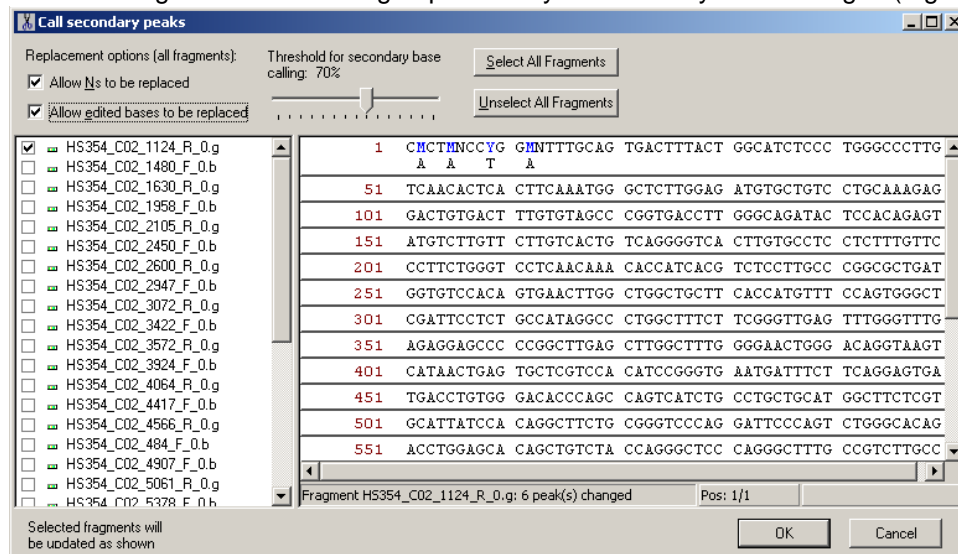 Call secondary peaks
Replacement options (all fragments):
Allow Ns to be replaced
Allow edited bases to be replaced
Threshold for secondary base
calling: 70%
Select All Fragments
Unselect All Fragments
HS354_C02_1124_R_0.g
HS354_C02_1480_F_0.b
HS354_C02_1630_R_0.g
HS354_C02_1958_F_0.b
HS354_C02_2105_R_0.g
HS354_C02_2450_F_0.b
HS354_C02_2600_R_0.g
HS354_C02_2947_F_0.b
HS354_C02_3072_R_0.g
HS354_C02_3422_F_0.b
HS354_C02_3572_R_0.g
HS354_C02_3924_F_0.b
HS354_C02_4064_R_0.g
HS354_C02_4417_F_0.b
HS354_C02_4566_R_0.g
HS354_C02_484_F_0.b
HS354_C02_4907_F_0.b
HS354_C02_5061_R_0.g
HS354_C02_5378_F_0.b
1 CMCTMNCCYG GMNTTTGCAG TGACTTTACT GGCATCTCCC TGGGCCCTTG
A A T A
51 TCAACACTCA CTTCAAATGG GCTCTTGGAG ATGTGCTGTC CTGCAAAGAG
101 GACTGTGACT TTGTGTAGCC CGGTGACCTT GGGCAGATAC TCCACAGAGT
151 ATGTCTTGTT CTTGTCACTG TCAGGGGTCA CTTGTGCCTC CTCTTTGTTC
201 CCTTCTGGGT CCTCAACAAA CACCATCACG TCTCCTTGCC CGGCGCTGAT
251 GGTGTCCACA GTGAACTTGG CTGGCTGCTT CACCATGTTT CCAGTGGGCT
301 CGATTCCTCT GCCATAGGCC CTGGCTTTCT TCGGGTTGAG TTTGGGTTTG
351 AGAGGAGCCC CCGGCTTGAG CTTGGCTTTG GGGAACTGGG ACAGGTAAGT
401 CATAACTGAG TGCTCGTCCA CATCCGGGTG AATGATTTCT TCAGGAGTGA
451 TGACCTGTGG GACACCCAGC CAGTCATCTG CCTGCTGCAT GGCTTCTCGT
501 GCATTATCCA CAGGCTTCTG CGGGTCCCAG GATTCCCAGT CTGGGCACAG
551 ACCTGGAGCA CAGCTGTCTA CCAGGGCTCC CAGGGCTTTG CCGTCTTGCC
Fragment HS354_C02_1124_R_0.g: 6 peak(s) changed
Pos: 1/1
Selected fragments will
be updated as shown
OK
Cancel